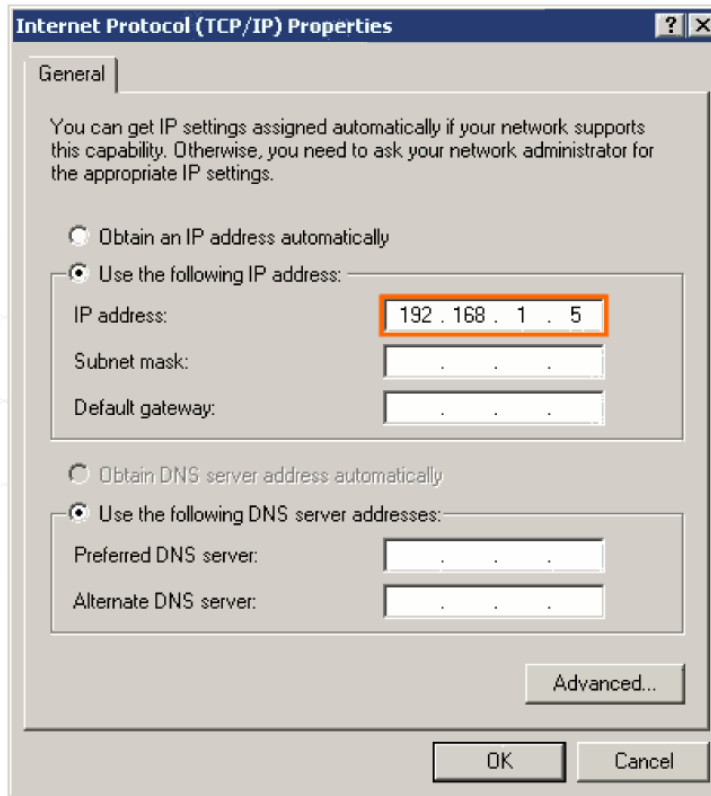 Internet Protocol (TCP/IP) Properties
General
You can get IP settings assigned automatically if your network supports
this capability. Otherwise, you need to ask your network administrator for
the appropriate IP settings.
Obtain an IP address automatically
Use the following IP address:
IP address: 192 . 168 . 1 . 5
Subnet mask: . . .
Default gateway: . . .
Obtain DNS server address automatically
Use the following DNS server addresses:
Preferred DNS server: . . .
Alternate DNS server: . . .
Advanced...
OK Cancel